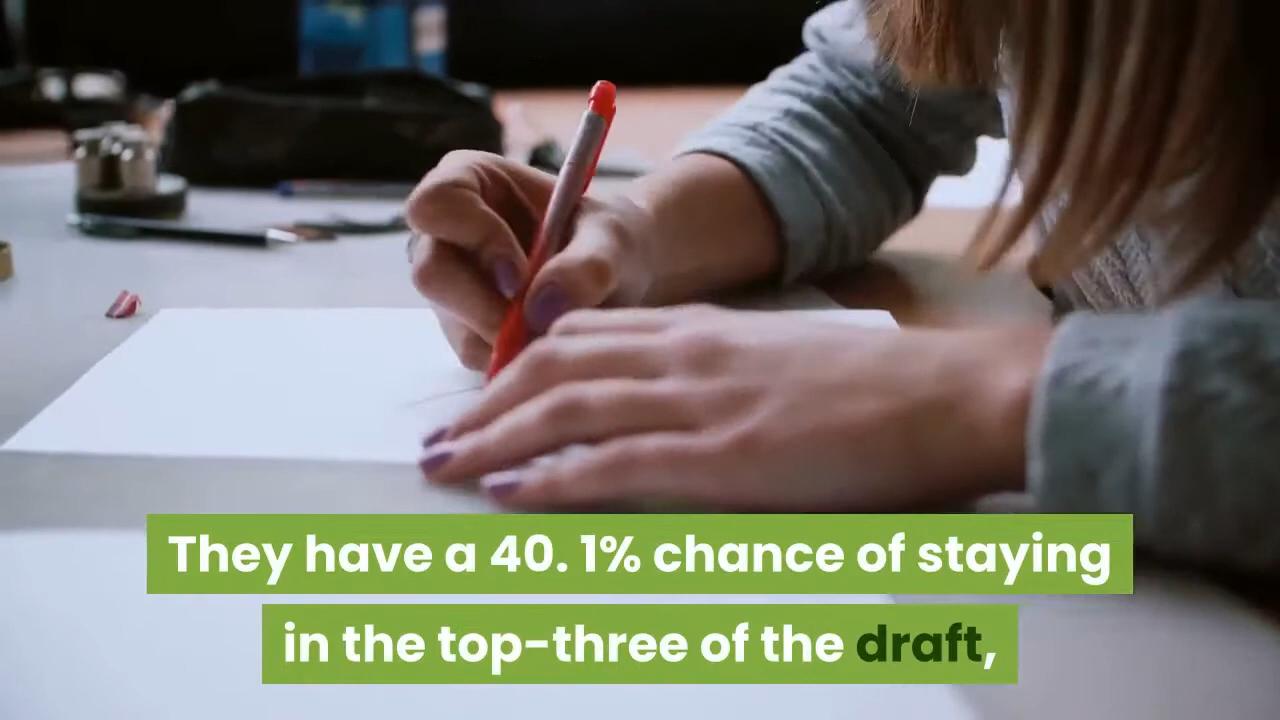 They have a 40. 1% chance of staying
in the top-three of the draft,